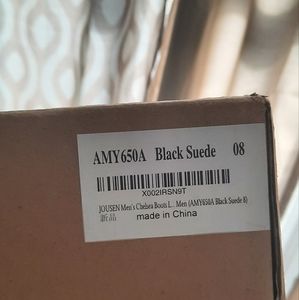 AMY650A Black Suede 08
X002IRSN9T
JOUSEN Men's Chelsea Boots L... Men (AMY650A Black Suede 8)
新品
made in China